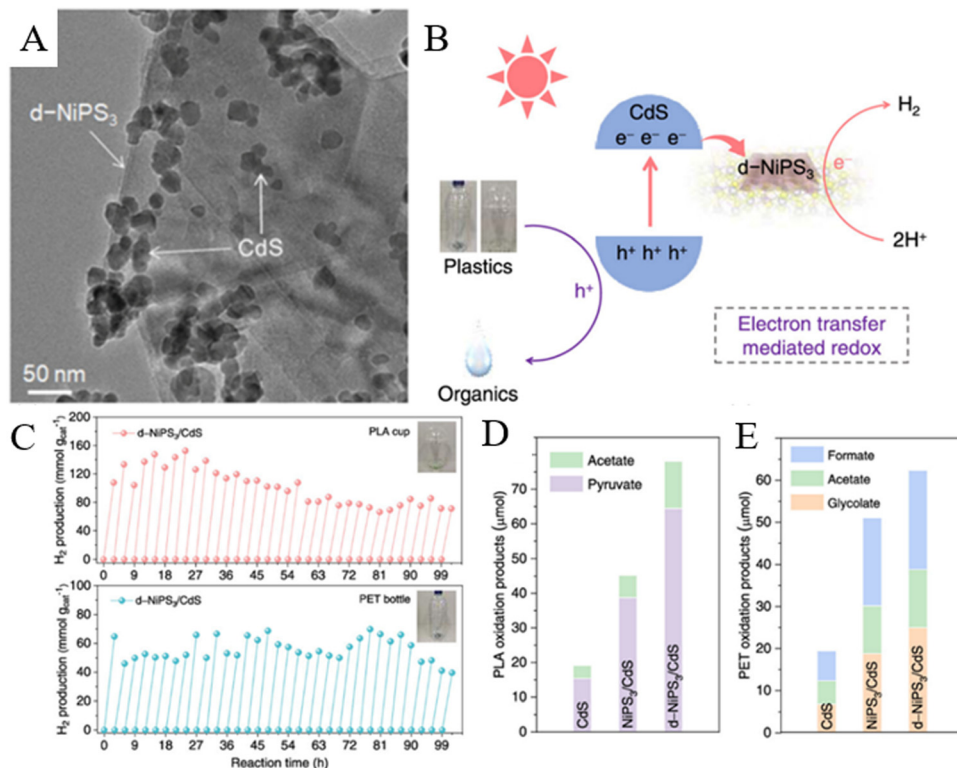 A
d-NiPS₃
CdS
50 nm
B
CdS
e⁻ e⁻ e⁻
d-NiPS₃
e⁻
H₂
2H⁺
h⁺ h⁺ h⁺
Plastics
h⁺
Organics
Electron transfer
mediated redox
C
H₂ production (mmol gcat⁻¹)
200
160
120
80
40
0
d-NiPS₃/CdS
PLA cup
0 9 18 27 36 45 54 63 72 81 90 99
H₂ production (mmol gcat⁻¹)
100
80
60
40
20
0
d-NiPS₃/CdS
PET bottle
0 9 18 27 36 45 54 63 72 81 90 99
Reaction time (h)
D
PLA oxidation products (μmol)
80
70
60
50
40
30
20
10
0
Acetate
Pyruvate
CdS
NiPS₃/CdS
d-NiPS₃/CdS
E
PET oxidation products (μmol)
60
50
40
30
20
10
0
Formate
Acetate
Glycolate
CdS
NiPS₃/CdS
d-NiPS₃/CdS